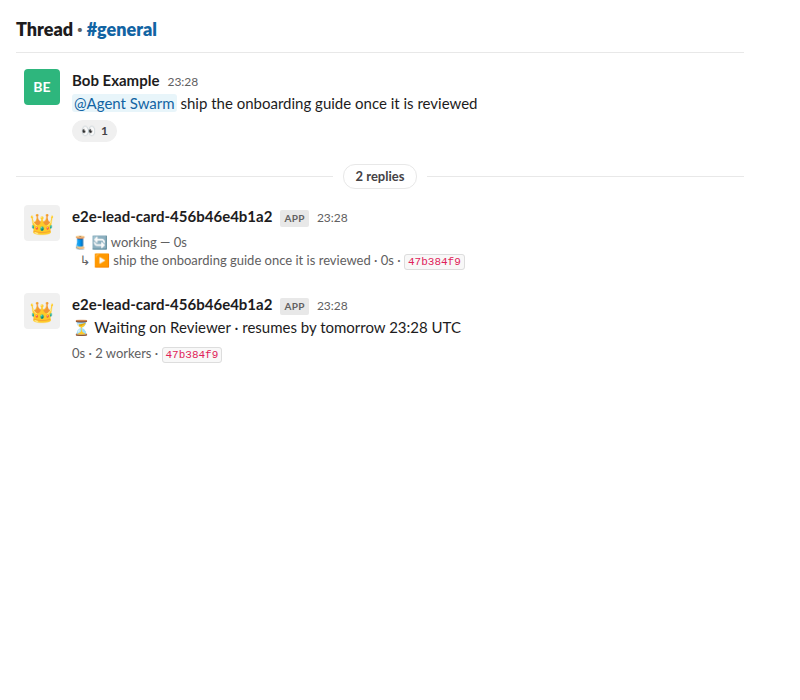 Thread • #general
BE
Bob Example 23:28
@Agent Swarm ship the onboarding guide once it is reviewed
👀 1
2 replies
e2e-lead-card-456b46e4b1a2 APP 23:28
🧵 🔄 working — 0s
↳ ▶️ ship the onboarding guide once it is reviewed · 0s · 47b384f9
e2e-lead-card-456b46e4b1a2 APP 23:28
⏳ Waiting on Reviewer · resumes by tomorrow 23:28 UTC
0s · 2 workers · 47b384f9